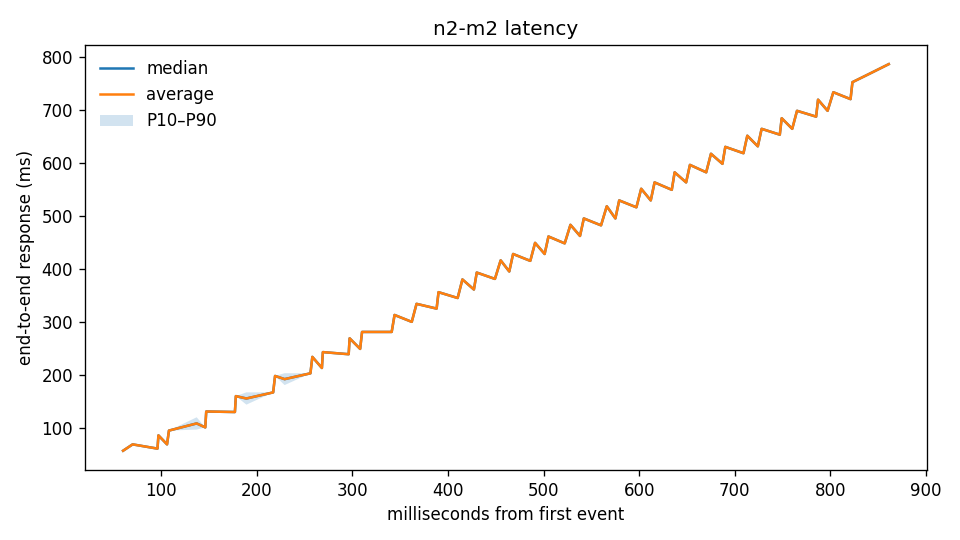 n2-m2 latency
median
average
P10–P90
end-to-end response (ms)
800
700
600
500
400
300
200
100
100 200 300 400 500 600 700 800 900
milliseconds from first event